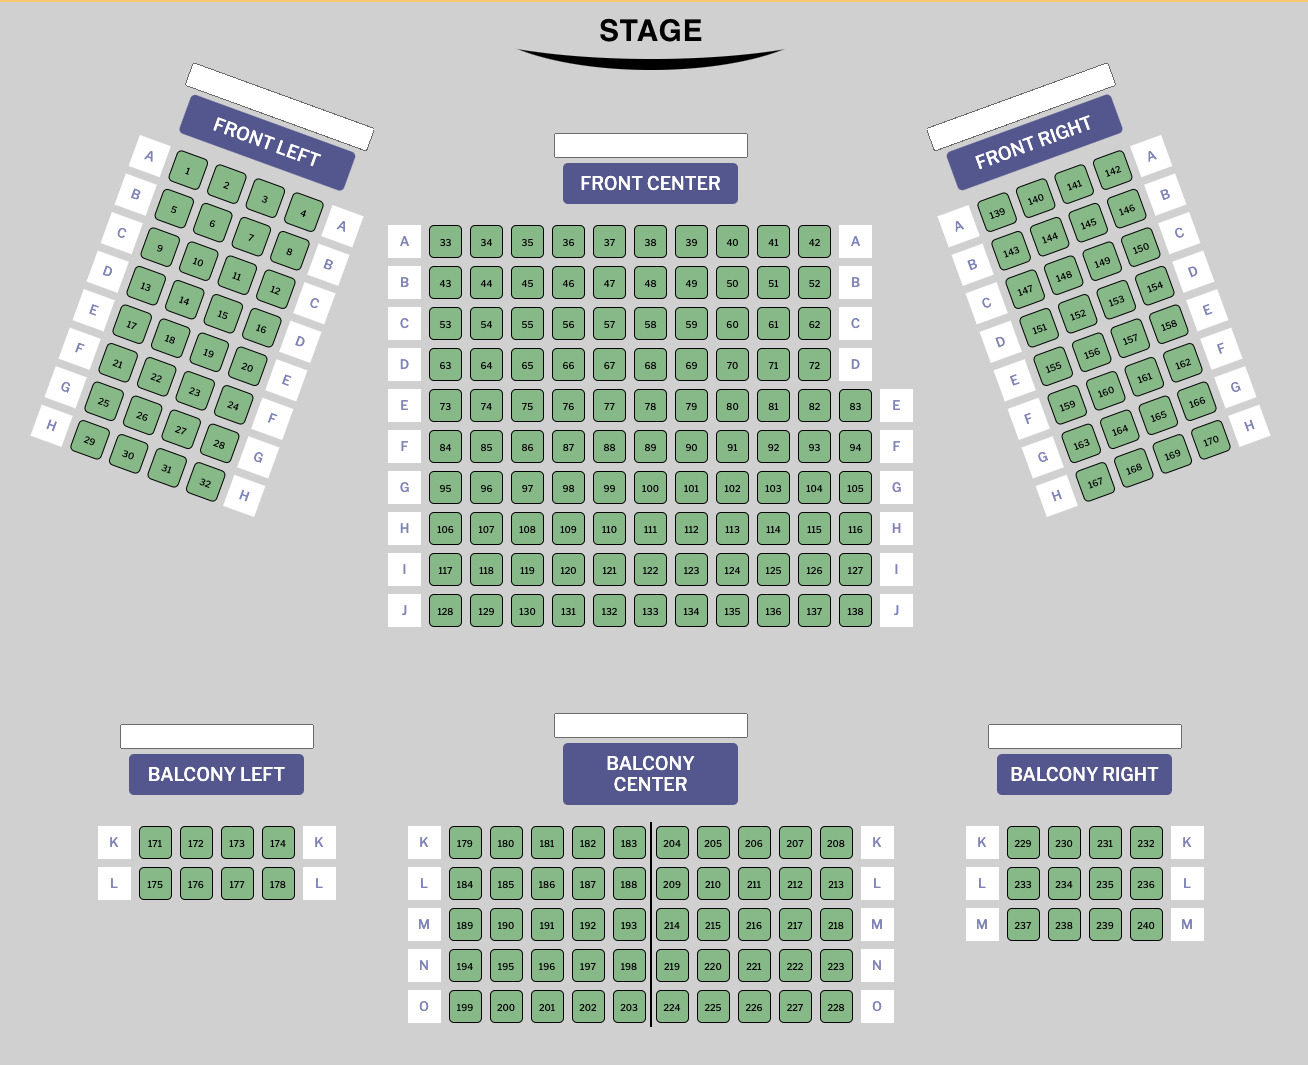 STAGE
FRONT LEFT
A 1 2 3 4 A
B 5 6 7 8 B
C 9 10 11 12 C
D 13 14 15 16 D
E 17 18 19 20 E
F 21 22 23 24 F
G 25 26 27 28 G
H 29 30 31 32 H
FRONT CENTER
A 33 34 35 36 37 38 39 40 41 42 A
B 43 44 45 46 47 48 49 50 51 52 B
C 53 54 55 56 57 58 59 60 61 62 C
D 63 64 65 66 67 68 69 70 71 72 D
E 73 74 75 76 77 78 79 80 81 82 83 E
F 84 85 86 87 88 89 90 91 92 93 94 F
G 95 96 97 98 99 100 101 102 103 104 105 G
H 106 107 108 109 110 111 112 113 114 115 116 H
I 117 118 119 120 121 122 123 124 125 126 127 I
J 128 129 130 131 132 133 134 135 136 137 138 J
FRONT RIGHT
A 139 140 141 142 A
B 143 144 145 146 B
C 147 148 149 150 C
D 151 152 153 154 D
E 155 156 157 158 E
F 159 160 161 162 F
G 163 164 165 166 G
H 167 168 169 170 H
BALCONY LEFT
K 171 172 173 174 K
L 175 176 177 178 L
BALCONY
CENTER
K 179 180 181 182 183 204 205 206 207 208 K
L 184 185 186 187 188 209 210 211 212 213 L
M 189 190 191 192 193 214 215 216 217 218 M
N 194 195 196 197 198 219 220 221 222 223 N
O 199 200 201 202 203 224 225 226 227 228 O
BALCONY RIGHT
K 229 230 231 232 K
L 233 234 235 236 L
M 237 238 239 240 M